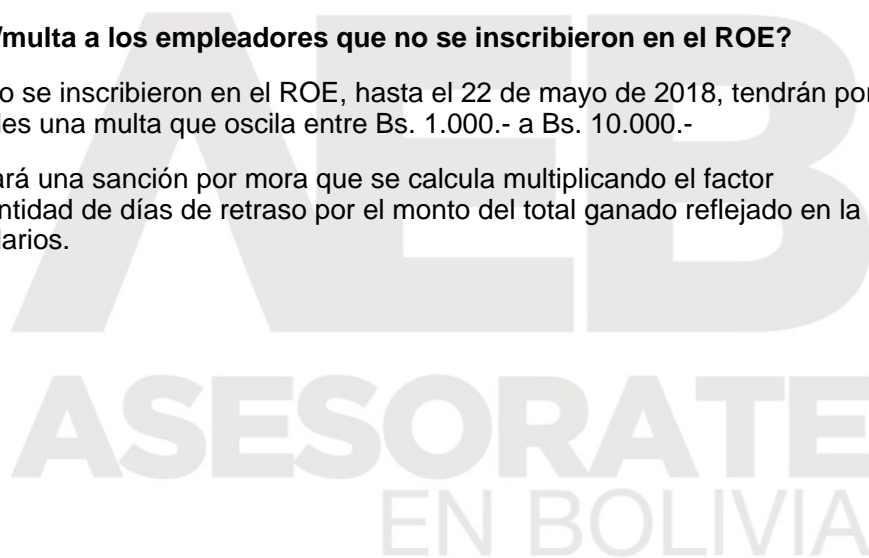 /multa a los empleadores que no se inscribieron en el ROE?
o se inscribieron en el ROE, hasta el 22 de mayo de 2018, tendrán por
les una multa que oscila entre Bs. 1.000.- a Bs. 10.000.-
ará una sanción por mora que se calcula multiplicando el factor
ntidad de días de retraso por el monto del total ganado reflejado en la
larios.
AEB
ASESORATE
EN BOLIVIA